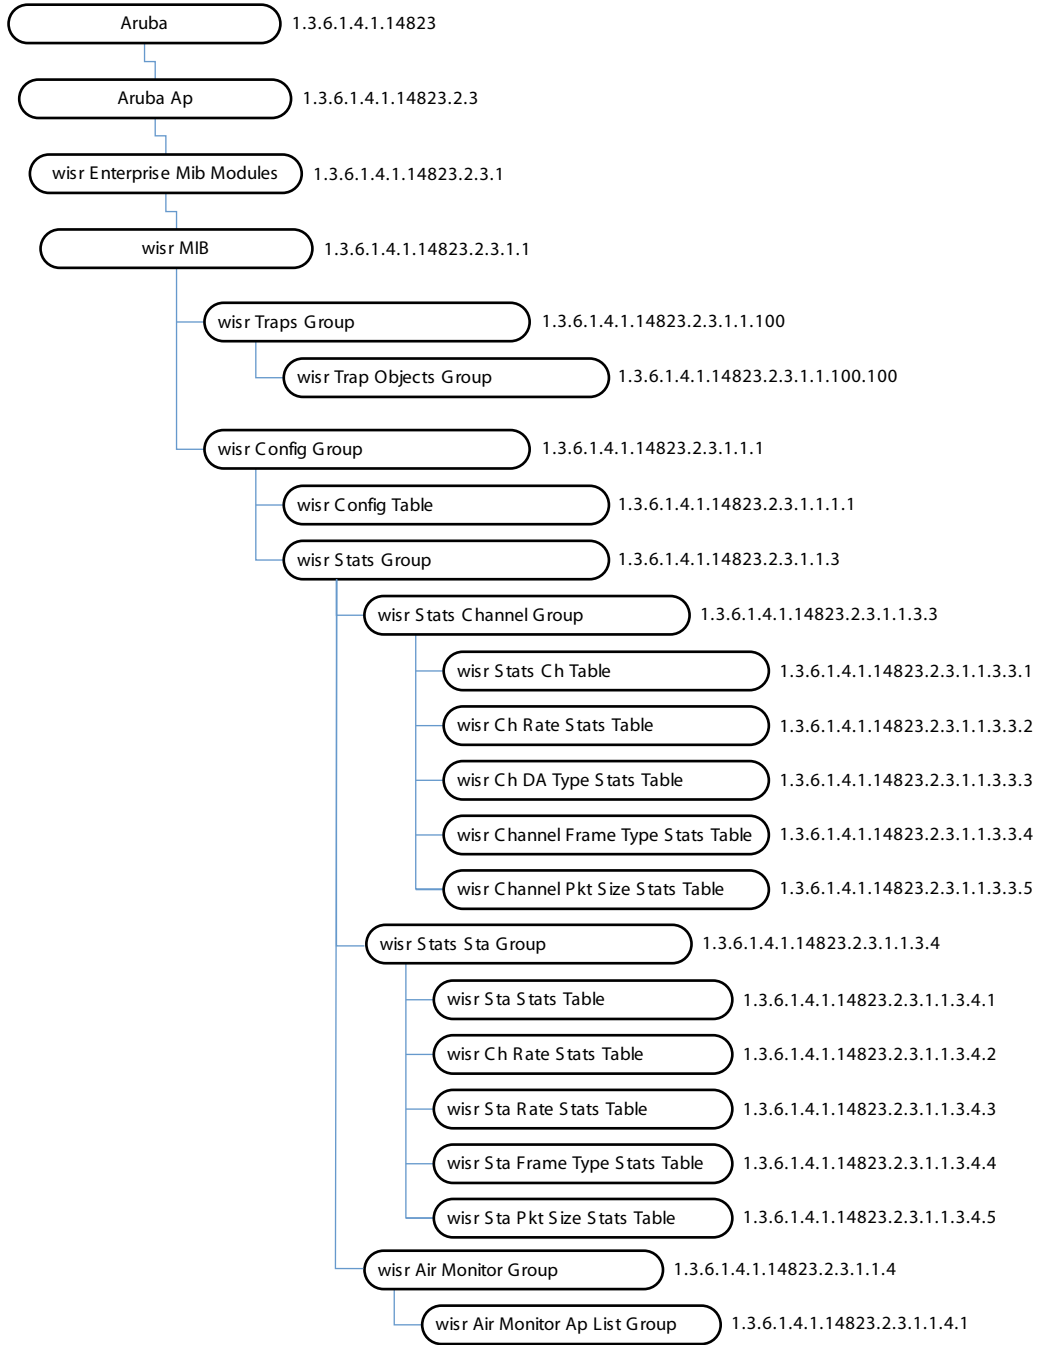 Aruba 1.3.6.1.4.1.14823
Aruba Ap 1.3.6.1.4.1.14823.2.3
wisr Enterprise Mib Modules 1.3.6.1.4.1.14823.2.3.1
wisr MIB 1.3.6.1.4.1.14823.2.3.1.1
wisr Traps Group 1.3.6.1.4.1.14823.2.3.1.1.100
wisr Trap Objects Group 1.3.6.1.4.1.14823.2.3.1.1.100.100
wisr Config Group 1.3.6.1.4.1.14823.2.3.1.1.1
wisr Config Table 1.3.6.1.4.1.14823.2.3.1.1.1.1
wisr Stats Group 1.3.6.1.4.1.14823.2.3.1.1.3
wisr Stats Channel Group 1.3.6.1.4.1.14823.2.3.1.1.3.3
wisr Stats Ch Table 1.3.6.1.4.1.14823.2.3.1.1.3.3.1
wisr Ch Rate Stats Table 1.3.6.1.4.1.14823.2.3.1.1.3.3.2
wisr Ch DA Type Stats Table 1.3.6.1.4.1.14823.2.3.1.1.3.3.3
wisr Channel Frame Type Stats Table 1.3.6.1.4.1.14823.2.3.1.1.3.3.4
wisr Channel Pkt Size Stats Table 1.3.6.1.4.1.14823.2.3.1.1.3.3.5
wisr Stats Sta Group 1.3.6.1.4.1.14823.2.3.1.1.3.4
wisr Sta Stats Table 1.3.6.1.4.1.14823.2.3.1.1.3.4.1
wisr Ch Rate Stats Table 1.3.6.1.4.1.14823.2.3.1.1.3.4.2
wisr Sta Rate Stats Table 1.3.6.1.4.1.14823.2.3.1.1.3.4.3
wisr Sta Frame Type Stats Table 1.3.6.1.4.1.14823.2.3.1.1.3.4.4
wisr Sta Pkt Size Stats Table 1.3.6.1.4.1.14823.2.3.1.1.3.4.5
wisr Air Monitor Group 1.3.6.1.4.1.14823.2.3.1.1.4
wisr Air Monitor Ap List Group 1.3.6.1.4.1.14823.2.3.1.1.4.1